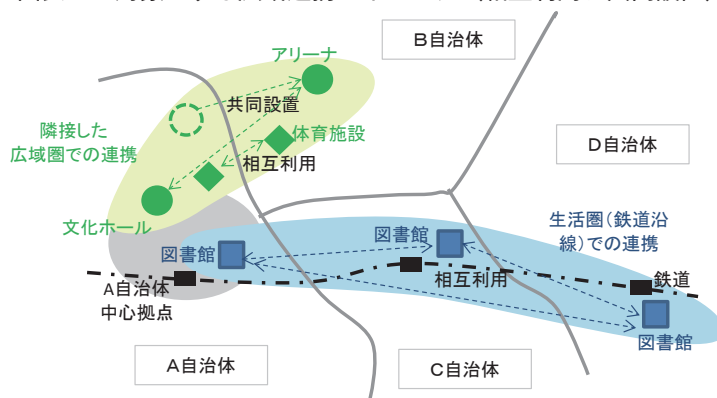 B自治体
アリーナ
共同設置
隣接した
広域圏での連携
体育施設
相互利用
D自治体
文化ホール
生活圏(鉄道沿
線)での連携
図書館
図書館
A自治体
中心拠点
相互利用
鉄道
図書館
A自治体
C自治体